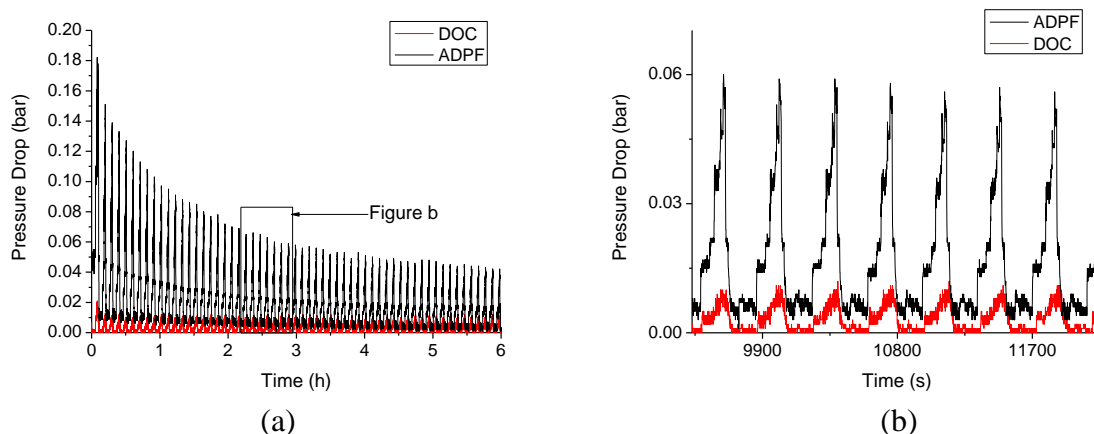 0.20
0.18
0.16
0.14
0.12
0.10
0.08
0.06
0.04
0.02
0.00
Pressure Drop (bar)
DOC
ADPF
Figure b
0 1 2 3 4 5 6
Time (h)
(a)
0.06
0.03
0.00
Pressure Drop (bar)
ADPF
DOC
9900 10800 11700
Time (s)
(b)